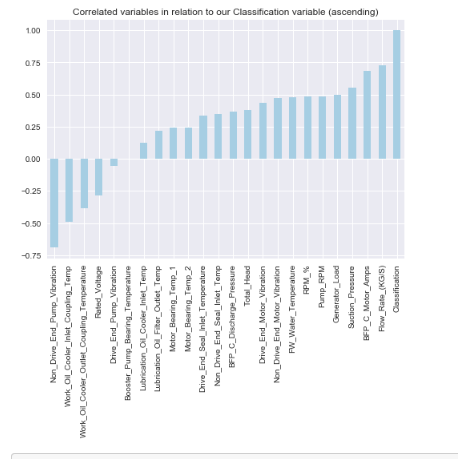 Correlated variables in relation to our Classification variable (ascending)
1.00
0.75
0.50
0.25
0.00
−0.25
−0.50
−0.75
Non_Drive_End_Pump_Vibration
Work_Oil_Cooler_Inlet_Coupling_Temp
Work_Oil_Cooler_Outlet_Coupling_Temperature
Rated_Voltage
Drive_End_Pump_Vibration
Booster_Pump_Bearing_Temperature
Lubrication_Oil_Cooler_Inlet_Temp
Lubrication_Oil_Filter_Outlet_Temp
Motor_Bearing_Temp_1
Motor_Bearing_Temp_2
Drive_End_Seal_Inlet_Temperature
Non_Drive_End_Seal_Inlet_Temp
BFP_C_Discharge_Pressure
Total_Head
Drive_End_Motor_Vibration
Non_Drive_End_Motor_Vibration
FW_Water_Temperature
RPM_%
Pump_RPM
Generator_Load
Suction_Pressure
BFP_C_Motor_Amps
Flow_Rate_(KG/S)
Classification